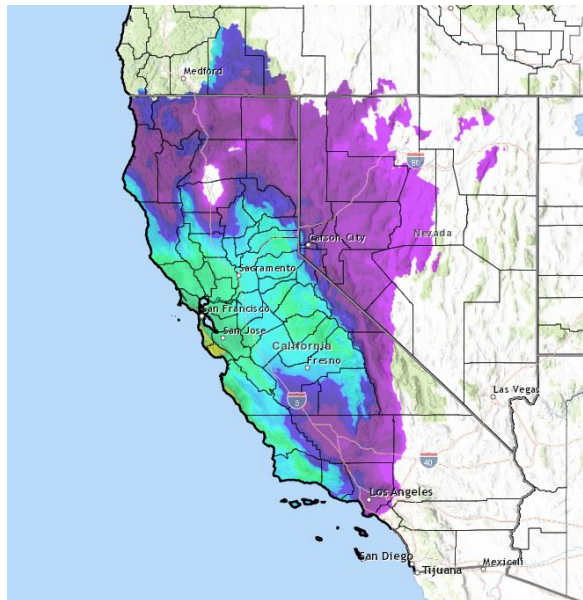 Medford
80
Carson City
Nevada
Sacramento
San Francisco
San Jose
California
Fresno
5
Las Vegas
40
Los Angeles
San Diego
Tijuana
Mexicali